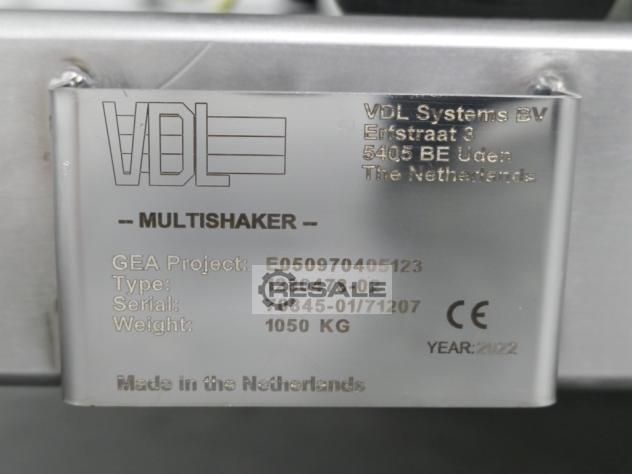 VDL
VDL Systems BV
Erfstraat 3
5405 BE Uden
The Netherlands
-- MULTISHAKER --
GEA Project: E050970405123
Type:
RESALE
Serial:
Weight: 1050 KG
CE
YEAR: 2022
Made in the Netherlands